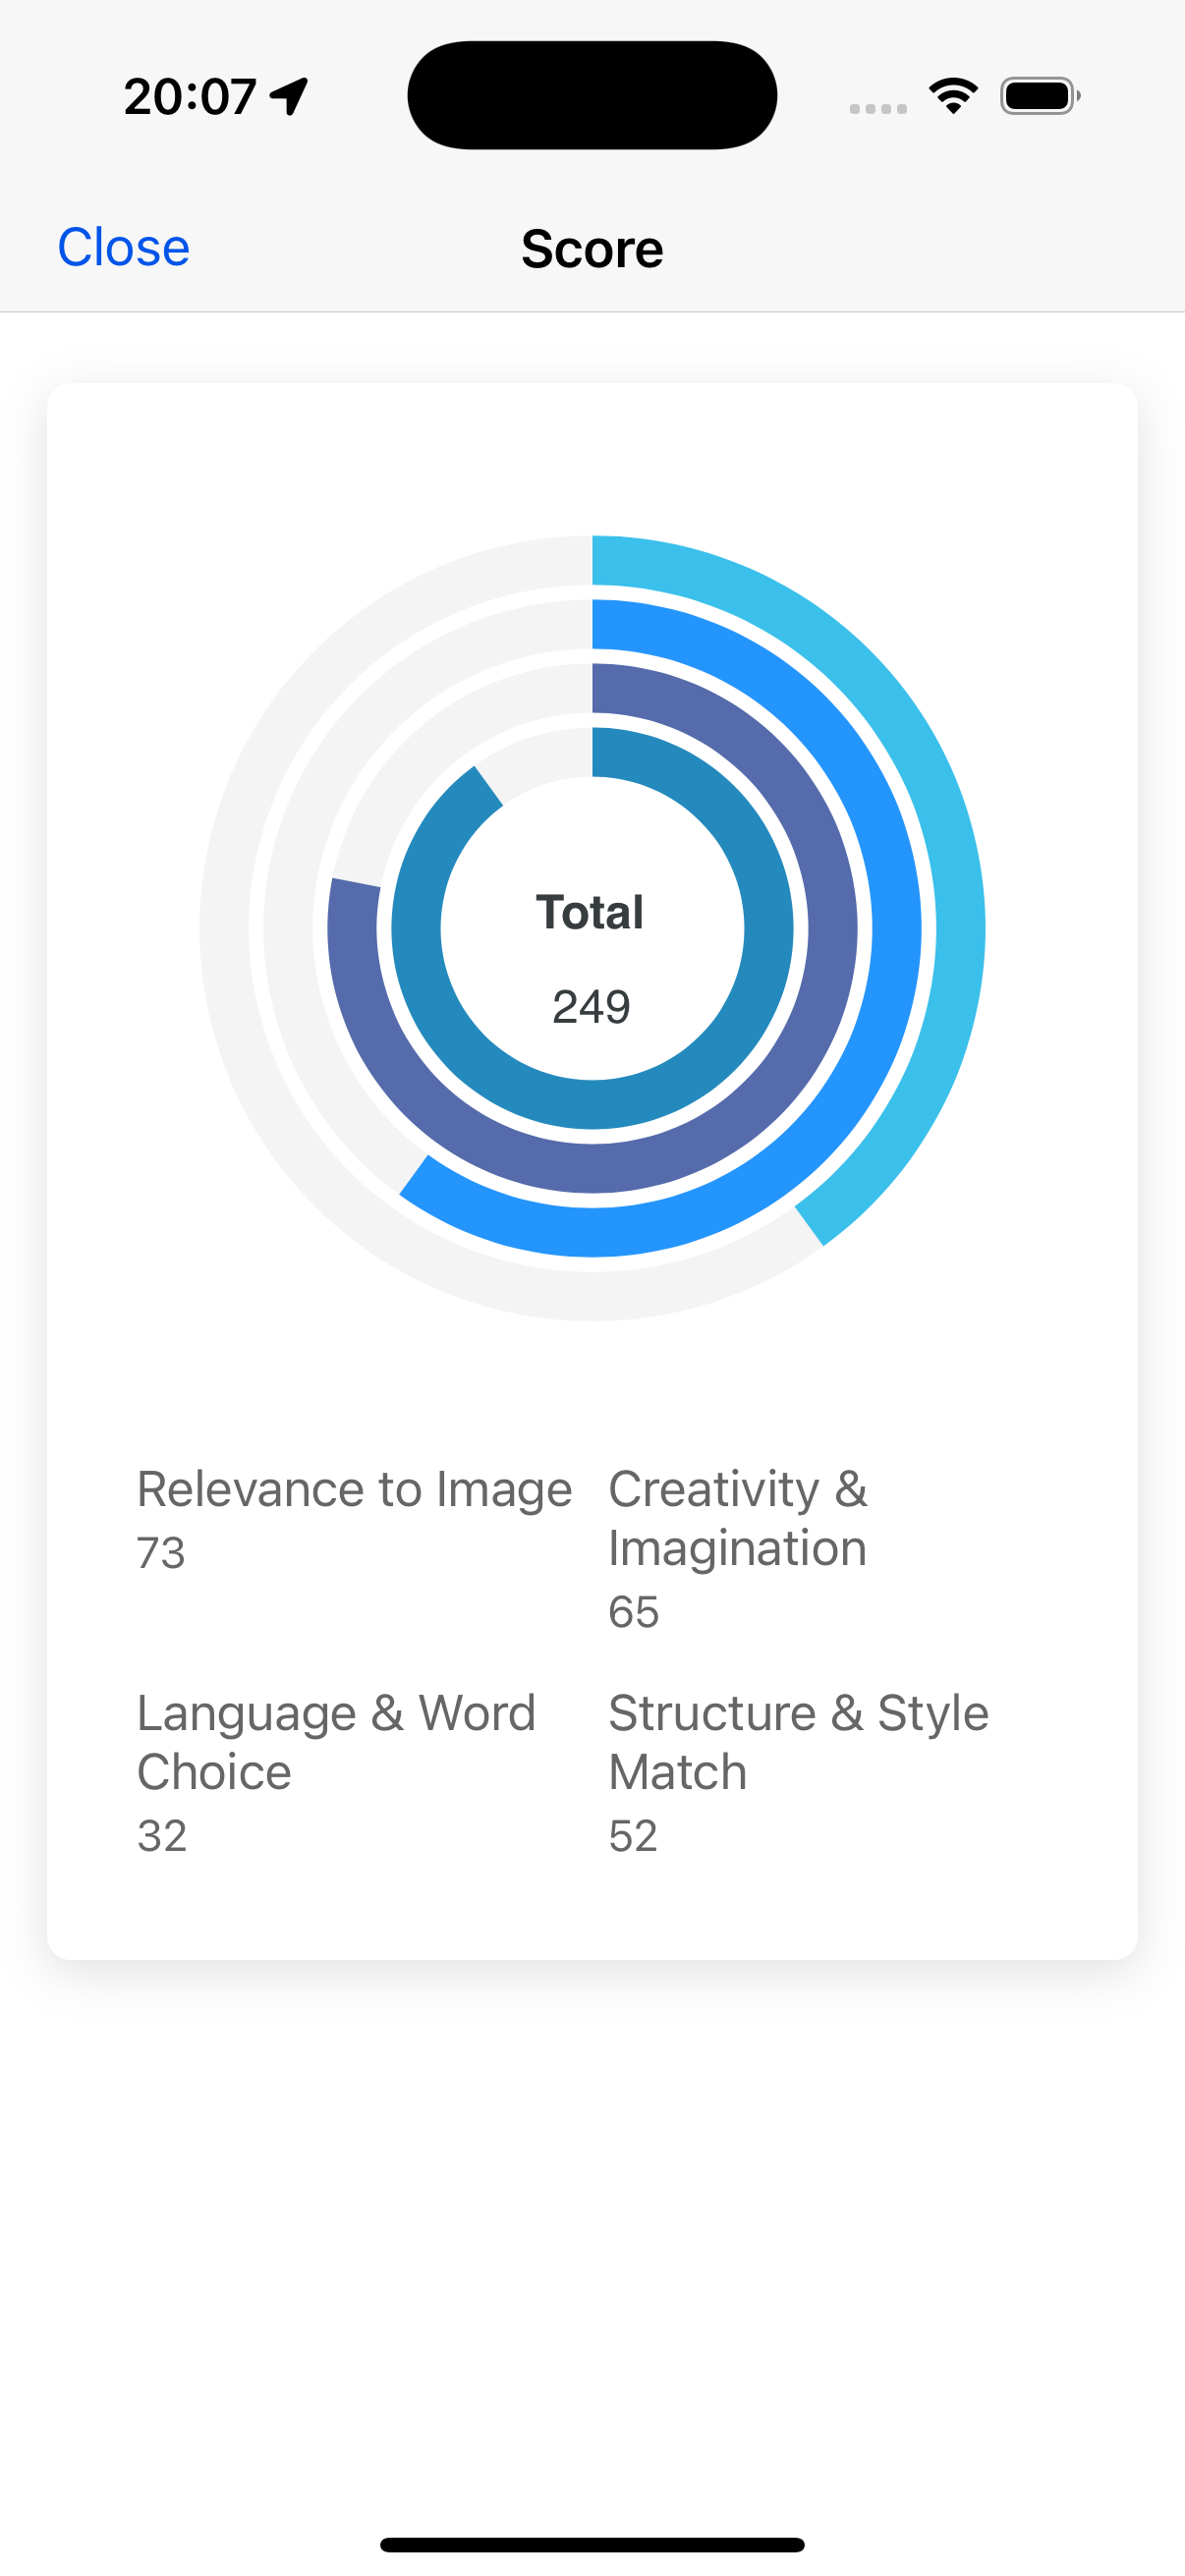 20:07
Close
Score
Total
249
Relevance to Image
73
Creativity &
Imagination
65
Language & Word
Choice
32
Structure & Style
Match
52